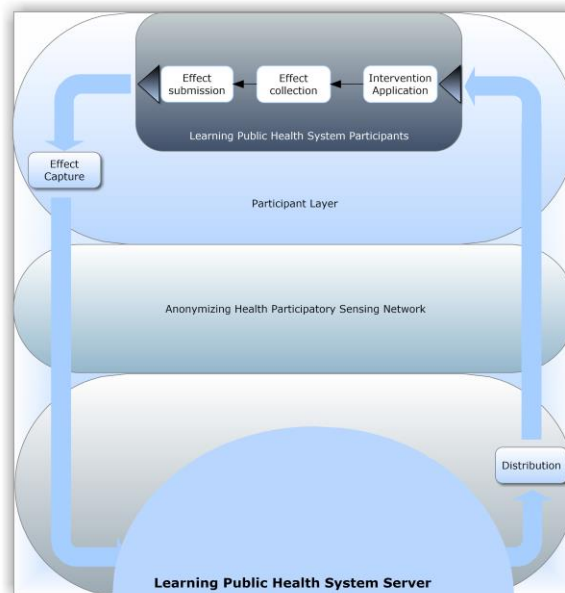 Effect
submission
Effect
collection
Intervention
Application
Learning Public Health System Participants
Effect
Capture
Participant Layer
Anonymizing Health Participatory Sensing Network
Distribution
Learning Public Health System Server